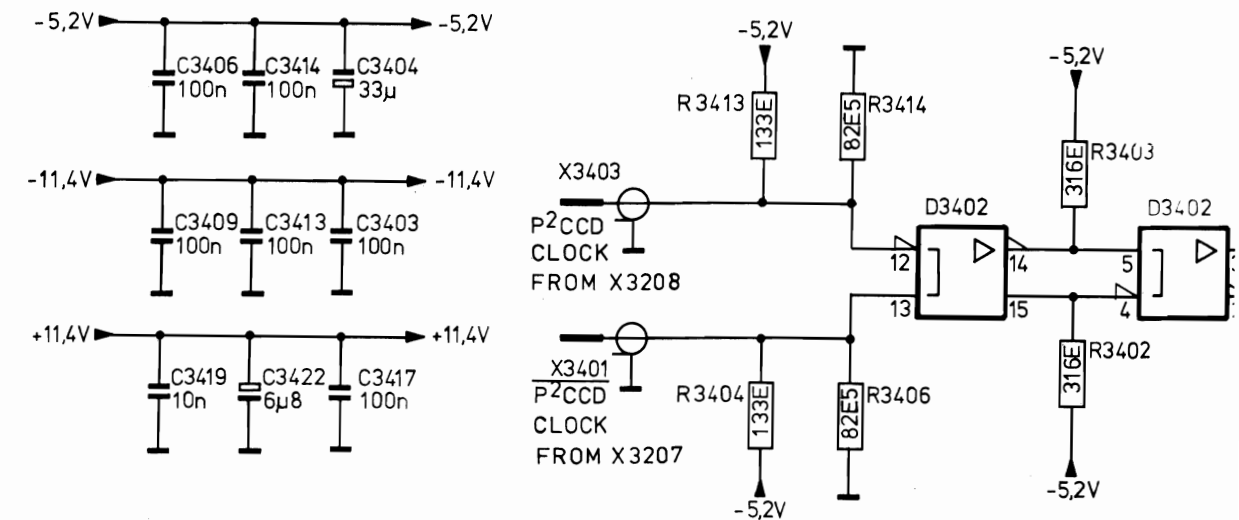 -5,2V
-5,2V
C3406
100n
C3414
100n
C3404
33µ
-11,4V
-11,4V
C3409
100n
C3413
100n
C3403
100n
+11,4V
+11,4V
C3419
10n
C3422
6µ8
C3417
100n
-5,2V
R3413
133E
82E5
R3414
X3403
P²CCD
CLOCK
FROM X3208
D3402
12
13
14
15
-5,2V
316E
R3403
D3402
5
4
X3401
P²CCD
CLOCK
FROM X3207
R3404
133E
-5,2V
82E5
R3406
316E
R3402
-5,2V